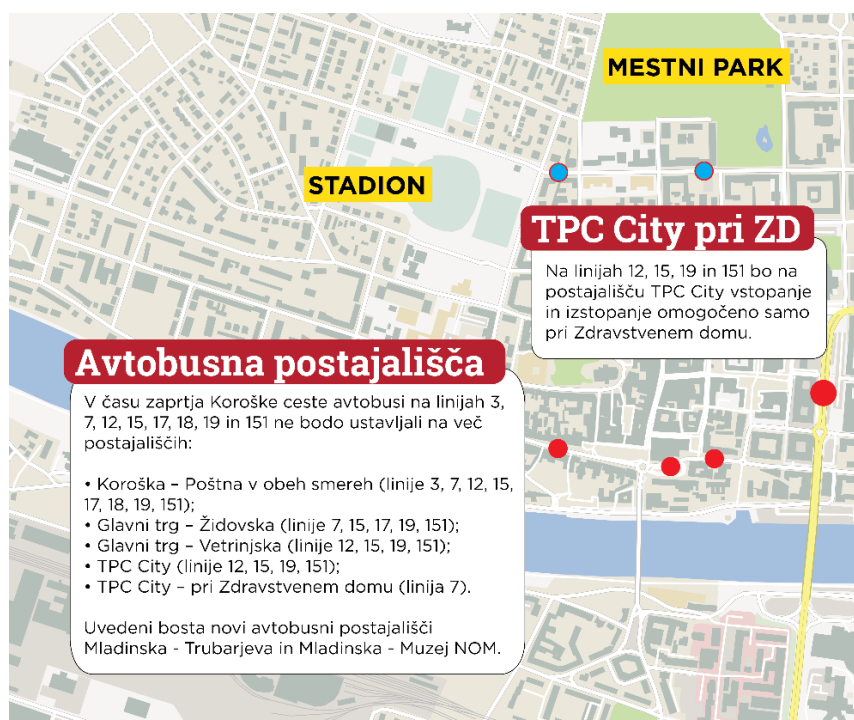 MESTNI PARK
STADION
TPC City pri ZD
Na linijah 12, 15, 19 in 151 bo na
postajališču TPC City vstopanje
in izstopanje omogočeno samo
pri Zdravstvenem domu.
Avtobusna postajališča
V času zaprtja Koroške ceste avtobusi na linijah 3,
7, 12, 15, 17, 18, 19 in 151 ne bodo ustavljali na več
postajališčih:
• Koroška – Poštna v obeh smereh (linije 3, 7, 12, 15,
17, 18, 19, 151);
• Glavni trg – Židovska (linije 7, 15, 17, 19, 151);
• Glavni trg – Vetrinjska (linije 12, 15, 19, 151);
• TPC City (linije 12, 15, 19, 151);
• TPC City – pri Zdravstvenem domu (linija 7).
Uvedeni bosta novi avtobusni postajališči
Mladinska - Trubarjeva in Mladinska - Muzej NOM.